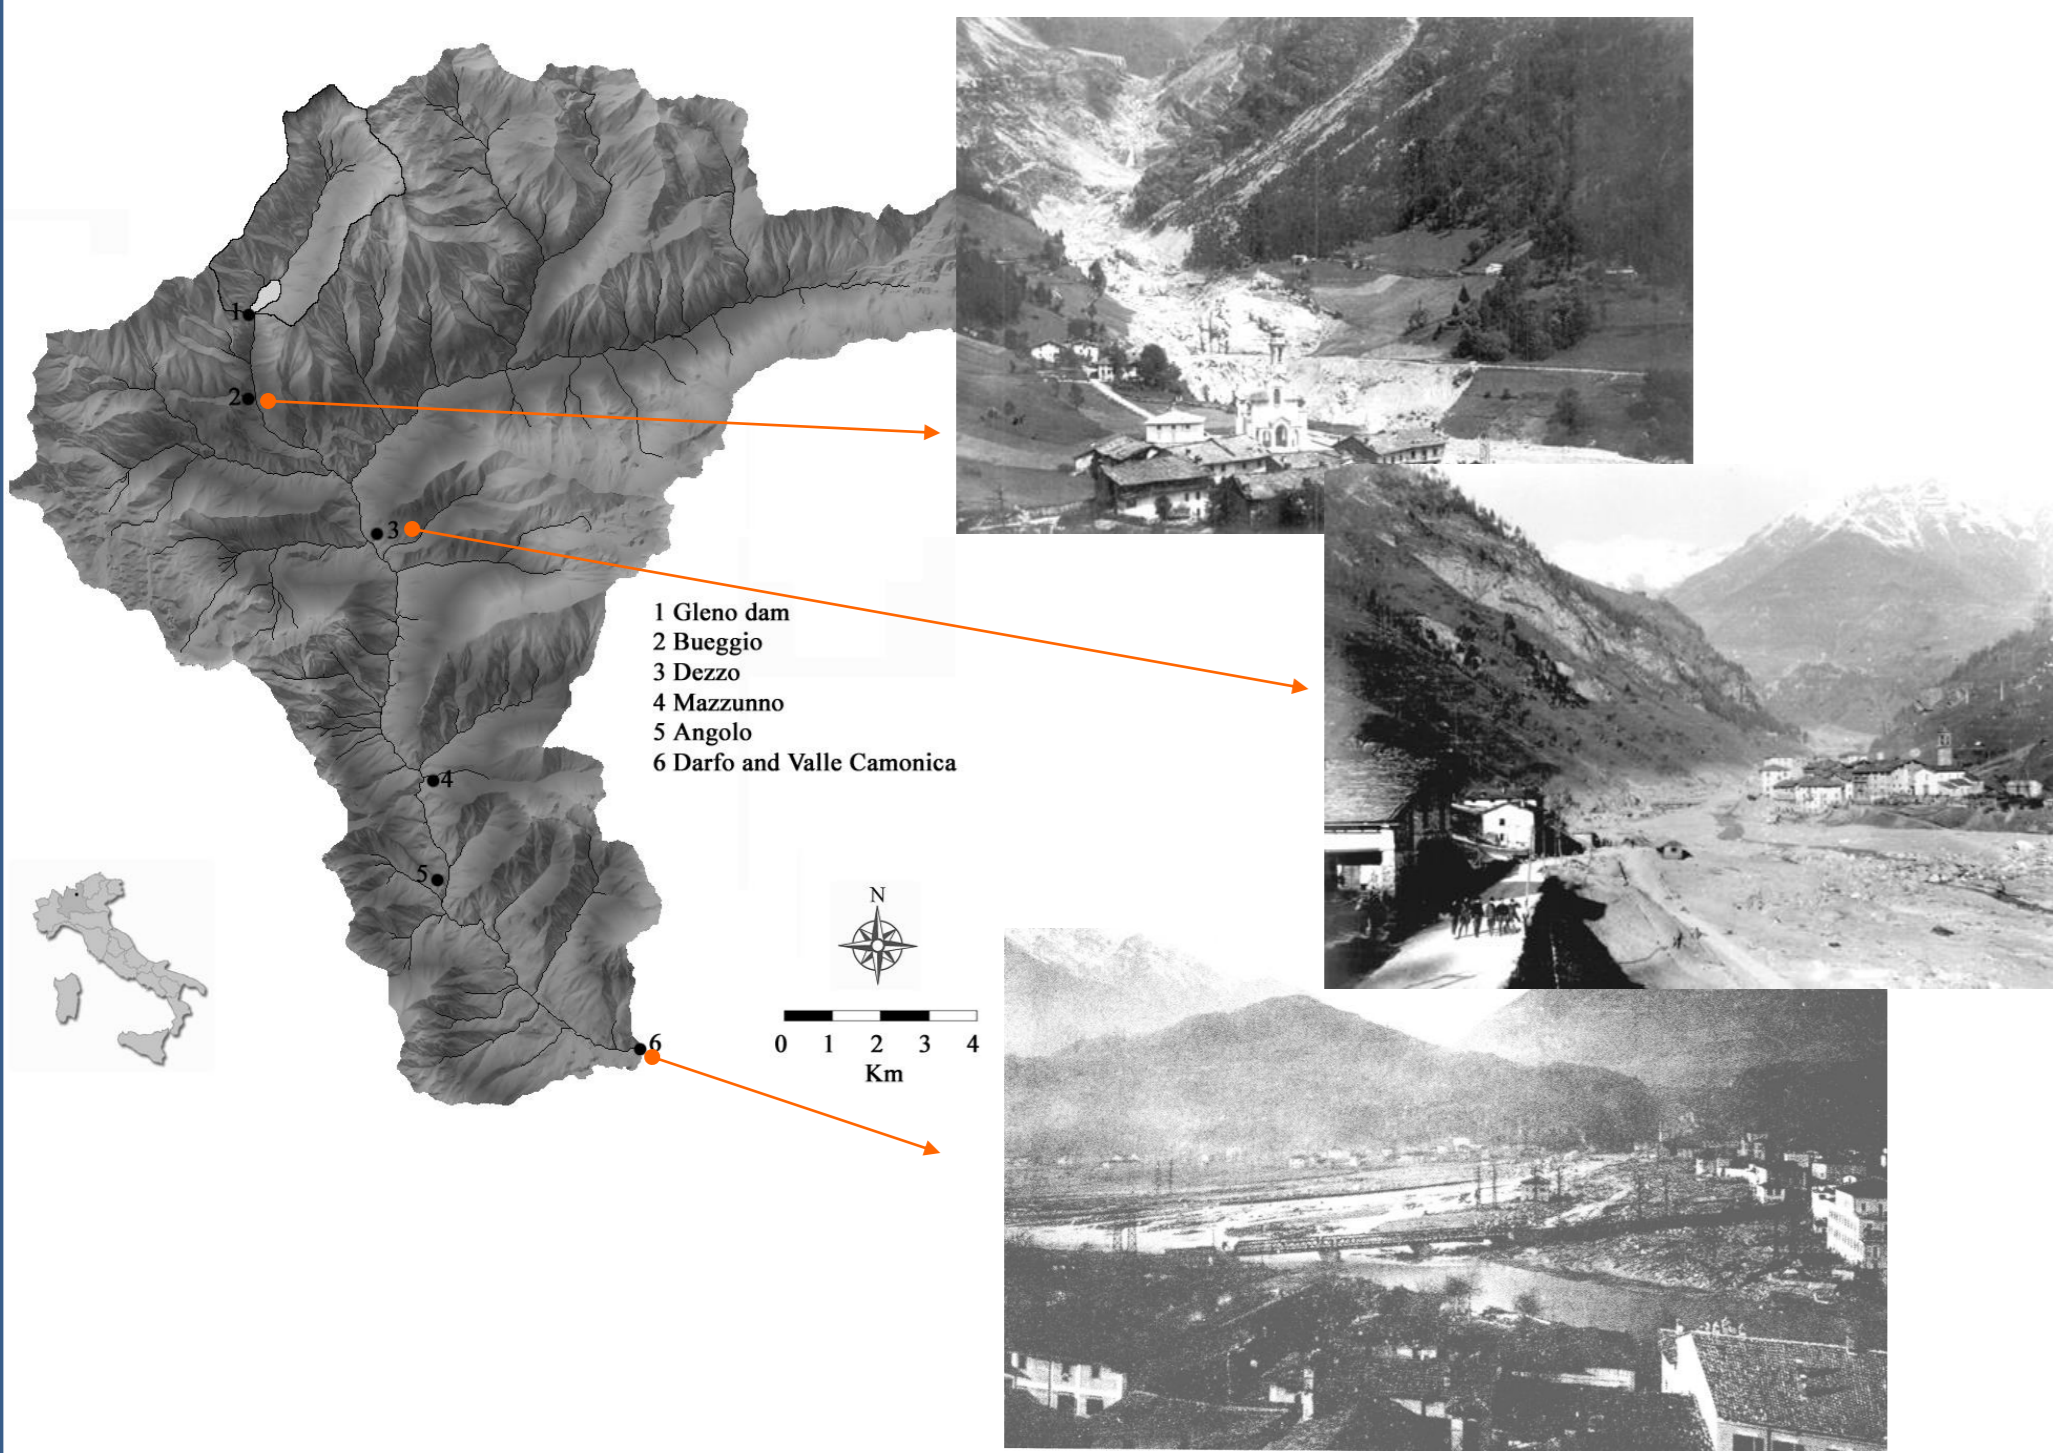 1
2
3
4
5
6
1 Gleno dam
2 Bueggio
3 Dezzo
4 Mazzunno
5 Angolo
6 Darfo and Valle Camonica
N
0 1 2 3 4
Km